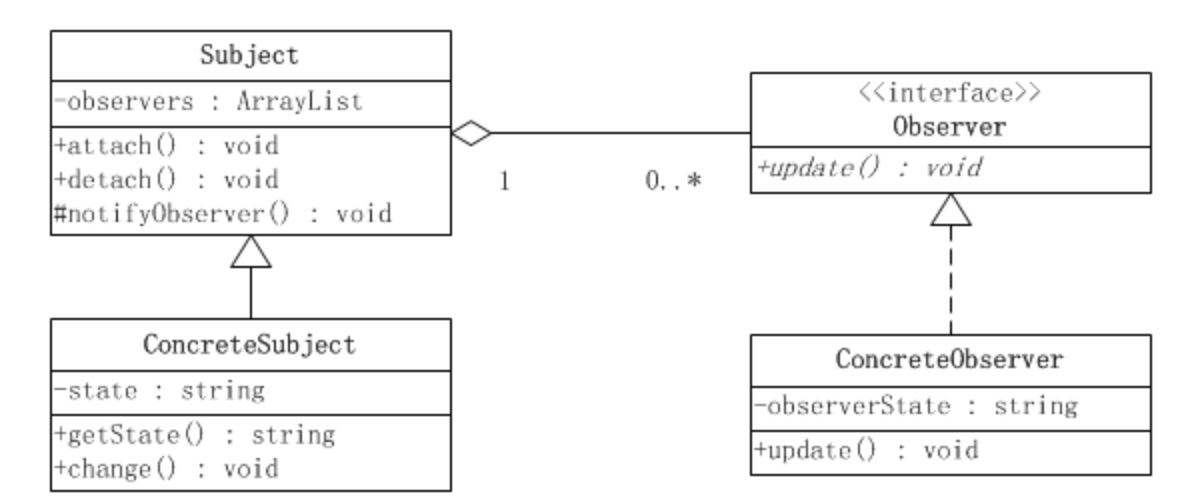 Subject
-observers : ArrayList
+attach() : void
+detach() : void
#notifyObserver() : void
1
0..*
<<interface>>
Observer
+update() : void
ConcreteSubject
-state : string
+getState() : string
+change() : void
ConcreteObserver
-observerState : string
+update() : void